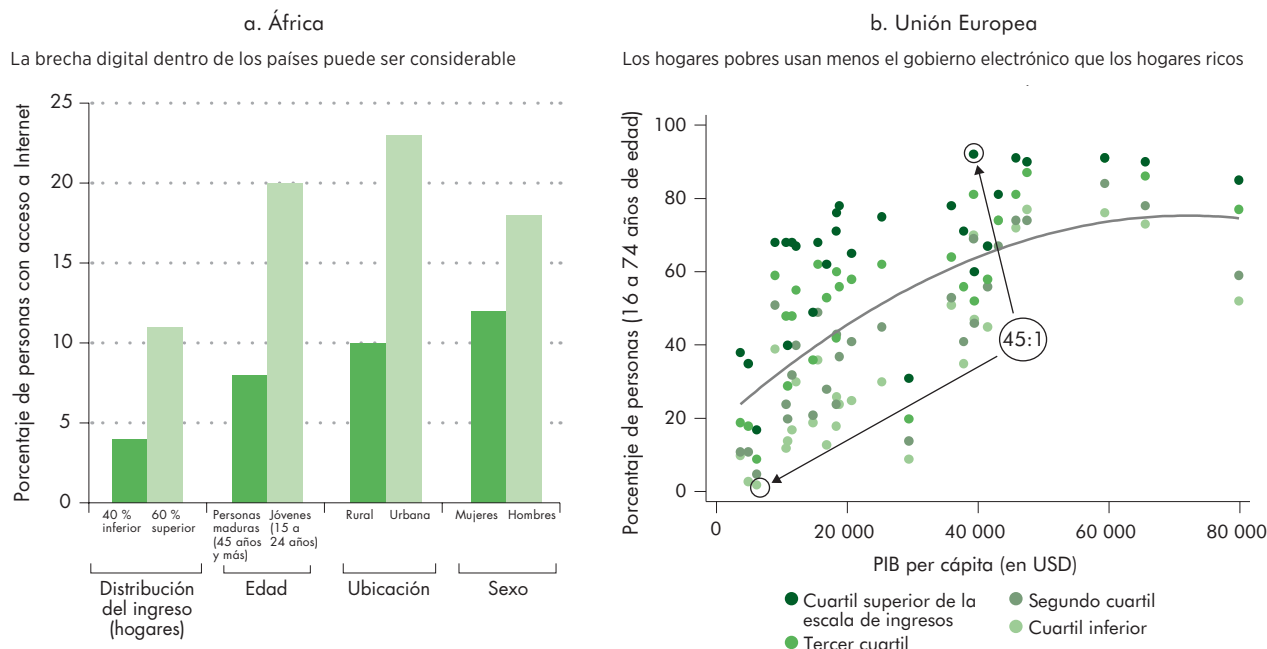 a. África
La brecha digital dentro de los países puede ser considerable
Porcentaje de personas con acceso a Internet
25
20
15
10
5
0
40 %
inferior
60 %
superior
Personas
maduras
(45 años
y más)
Jóvenes
(15 a
24 años)
Rural
Urbana
Mujeres
Hombres
Distribución
del ingreso
(hogares)
Edad
Ubicación
Sexo
b. Unión Europea
Los hogares pobres usan menos el gobierno electrónico que los hogares ricos
Porcentaje de personas (16 a 74 años de edad)
100
80
60
40
20
0
45:1
0
20 000
40 000
60 000
80 000
PIB per cápita (en USD)
Cuartil superior de la
escala de ingresos
Tercer cuartil
Segundo cuartil
Cuartil inferior